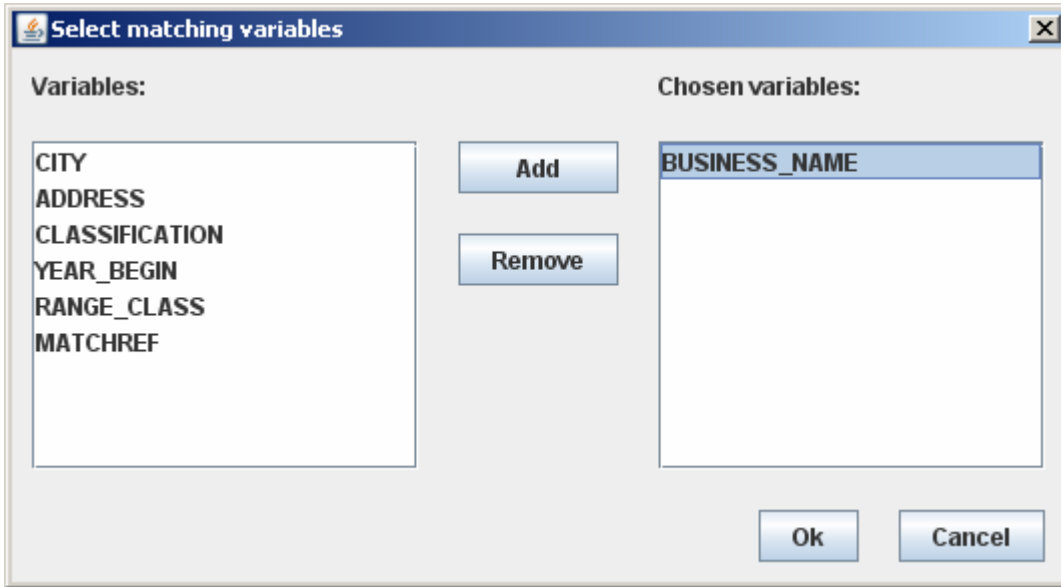 Select matching variables
Variables:
Chosen variables:
CITY
ADDRESS
CLASSIFICATION
YEAR_BEGIN
RANGE_CLASS
MATCHREF
Add
Remove
BUSINESS_NAME
Ok
Cancel